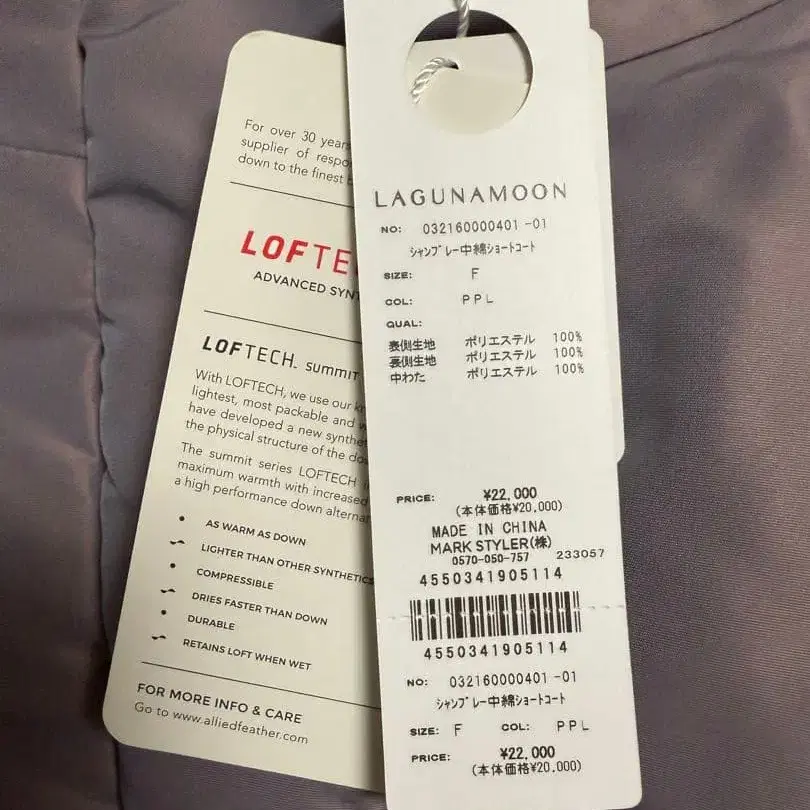 For over 30 years
supplier of
down to the finest
LOFTE
ADVANCED
LOFTECH. summit
With LOFTECH, we use our
lightest, most packable and
have developed a new
the physical structure of the
The summit series LOFTECH
maximum warmth with increased
a high performance down
AS WARM AS DOWN
LIGHTER THAN OTHER SYNTHETICS
COMPRESSIBLE
DRIES FASTER THAN DOWN
DURABLE
RETAINS LOFT WHEN WET
FOR MORE INFO & CARE
Go to www.alliedfeather.com
LAGUNAMOON
NO: 032160000401-01
シャンブレー中綿ショートコート
SIZE: F
COL: PPL
QUAL:
表側生地 ポリエステル 100%
裏側生地 ポリエステル 100%
中わた ポリエステル 100%
PRICE: ¥22,000
(本体価格¥20,000)
MADE IN CHINA
MARK STYLER(株)
0570-050-757 233057
4550341905114
4550341905114
NO: 032160000401-01
シャンブレー中綿ショートコート
SIZE: F COL: PPL
PRICE: ¥22,000
(本体価格¥20,000)